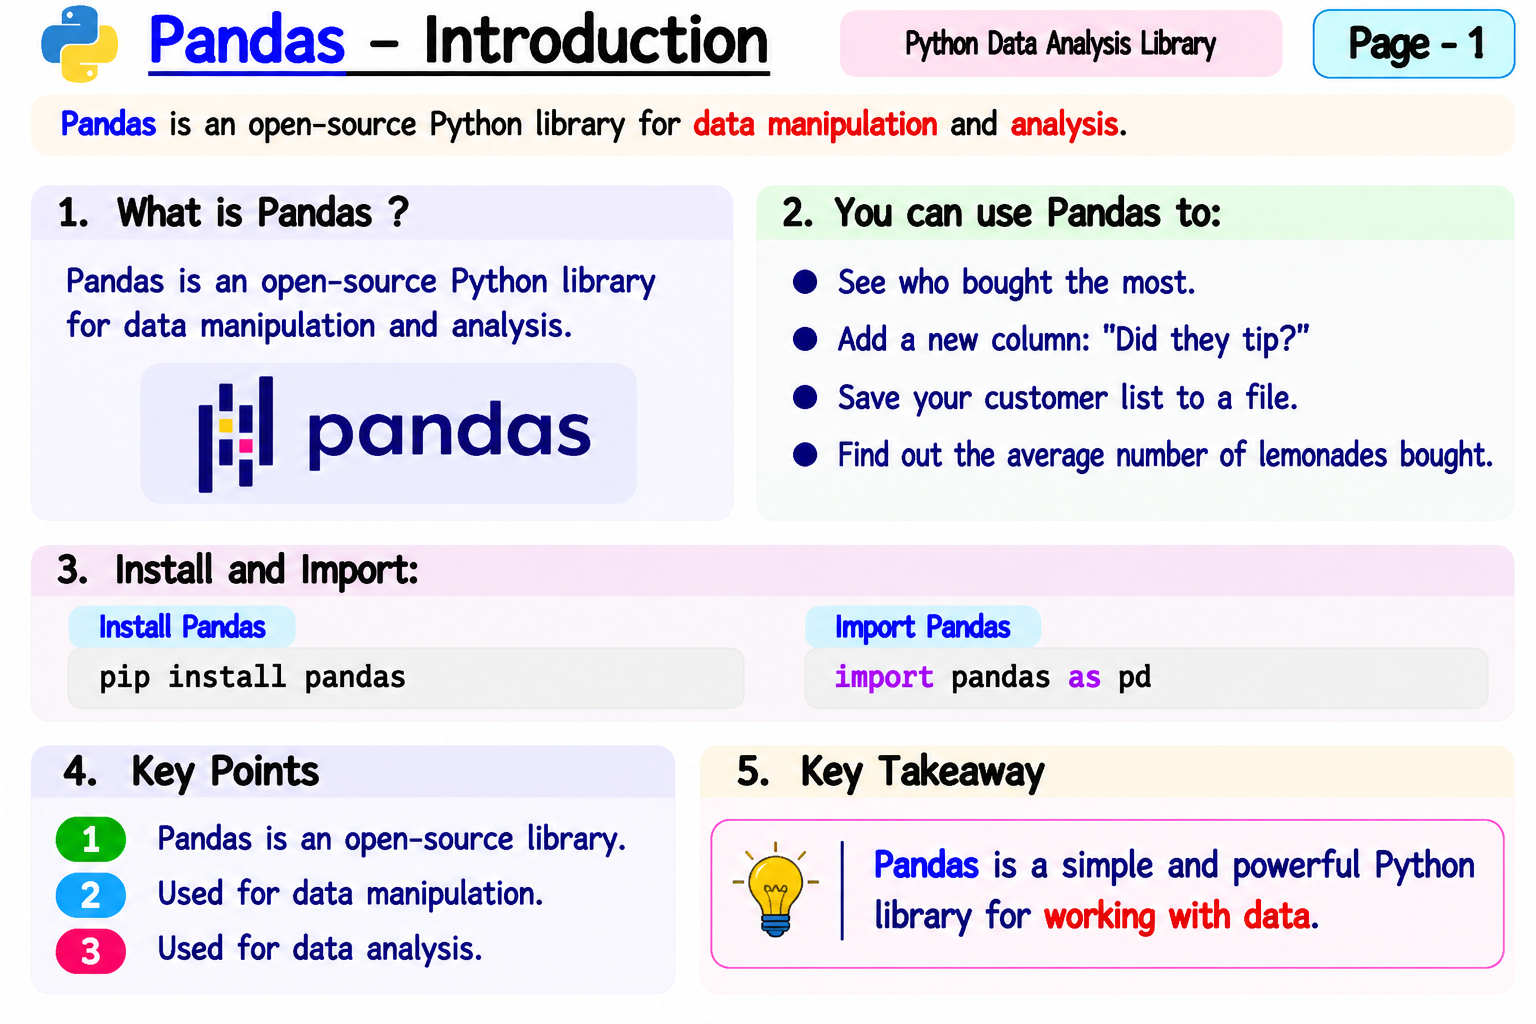 Pandas – Introduction
Python Data Analysis Library
Page - 1
Pandas is an open-source Python library for data manipulation and analysis.
1. What is Pandas ?
Pandas is an open-source Python library
for data manipulation and analysis.
pandas
2. You can use Pandas to:
● See who bought the most.
● Add a new column: "Did they tip?"
● Save your customer list to a file.
● Find out the average number of lemonades bought.
3. Install and Import:
Install Pandas
pip install pandas
Import Pandas
import pandas as pd
4. Key Points
1 Pandas is an open-source library.
2 Used for data manipulation.
3 Used for data analysis.
5. Key Takeaway
Pandas is a simple and powerful Python
library for working with data.